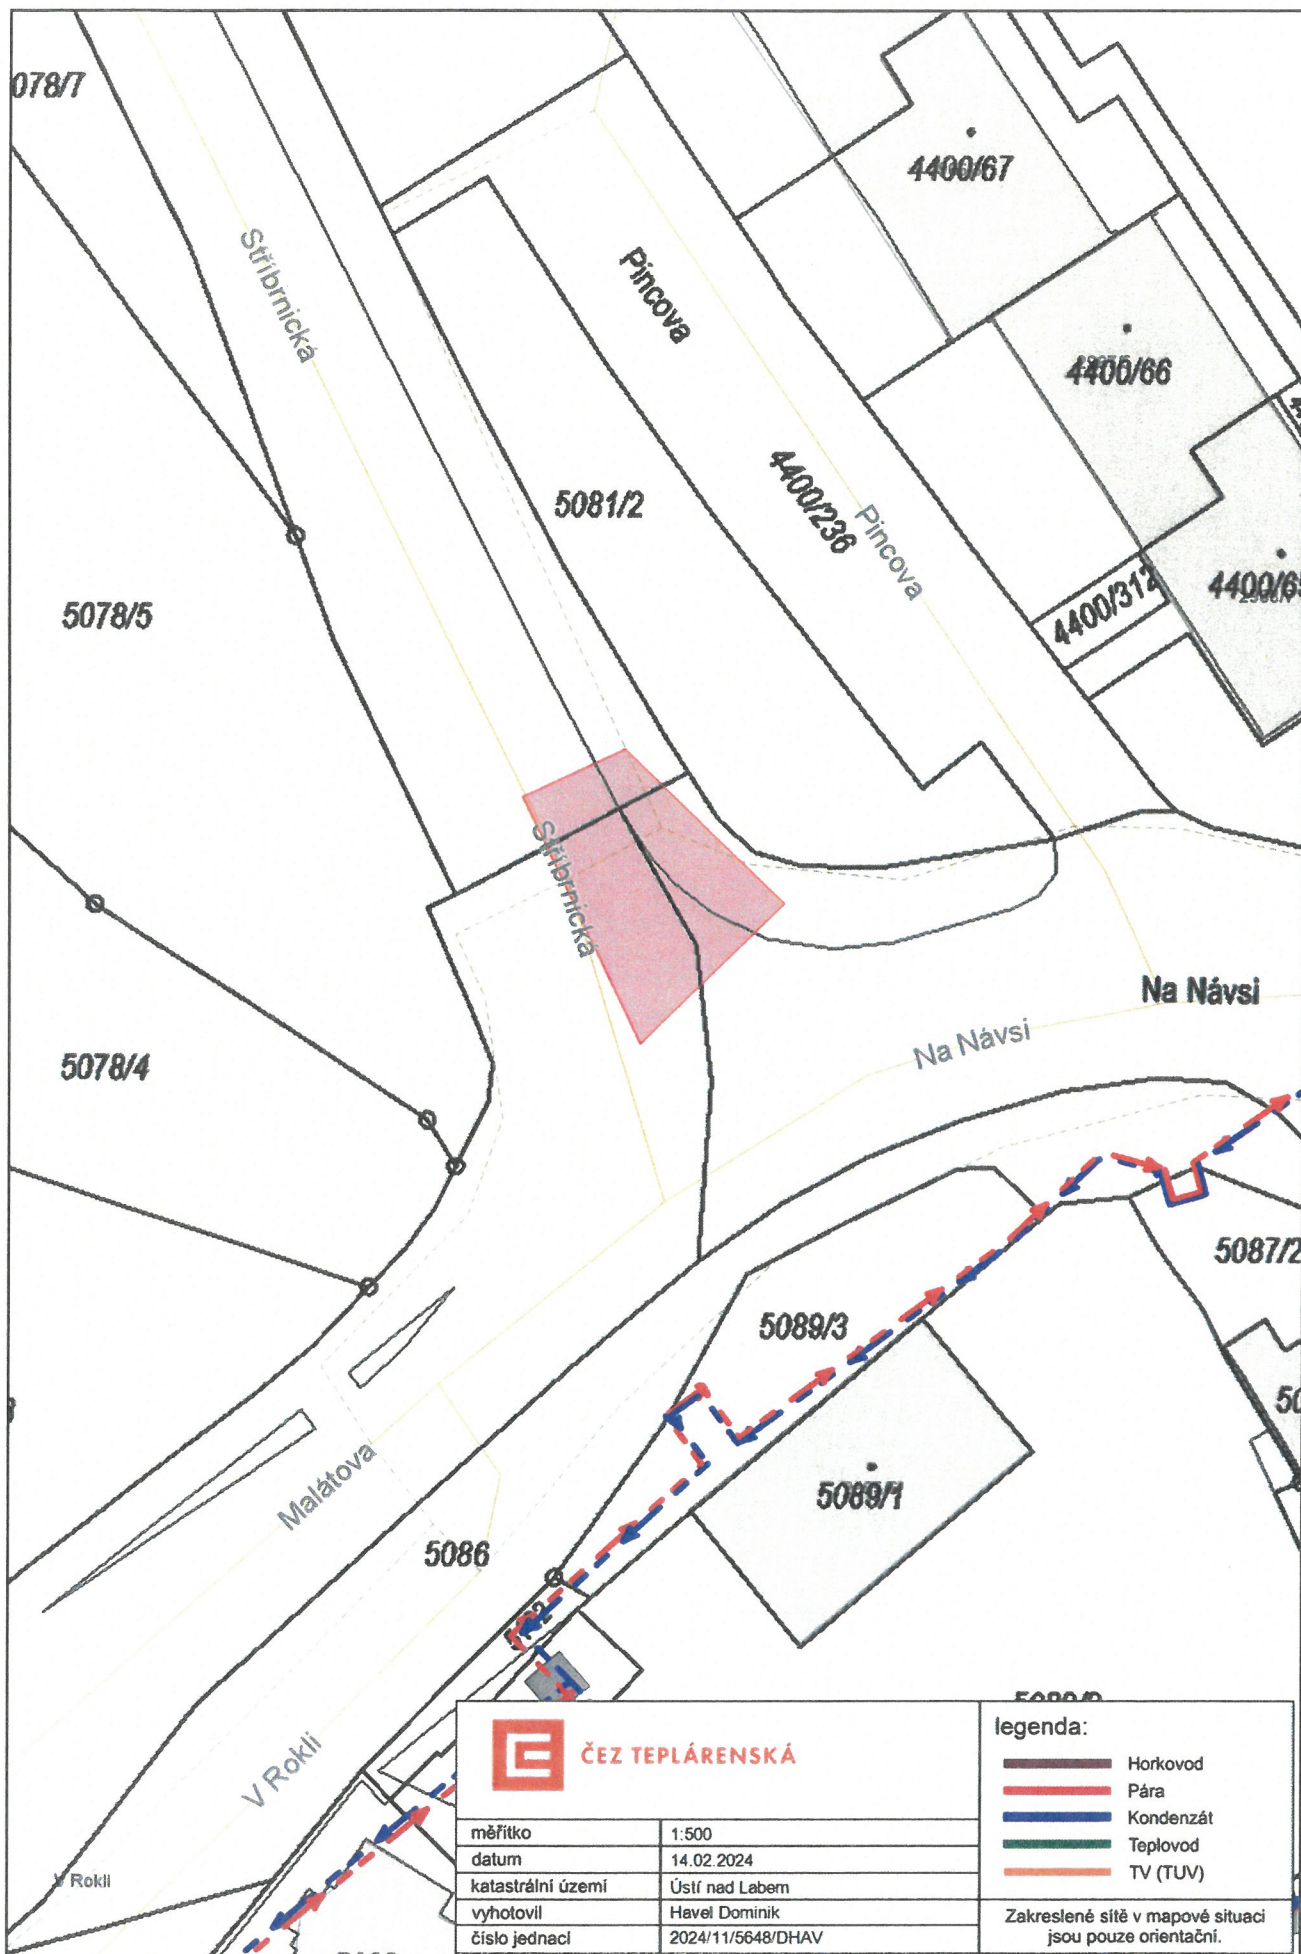 078/7
4400/67
Stříbrnická
Pincova
4400/66
5081/2
4400/236
Pincova
5078/5
4400/312
Stříbrnická
Na Návsi
Na Návsi
5078/4
5087/2
5089/3
Malátova
5089/1
5086
V Rokli
V Rokli
ČEZ TEPLÁRENSKÁ
měřítko 1:500
datum 14.02.2024
katastrální území Ústí nad Labem
vyhotovil Havel Dominik
číslo jednací 2024/11/5648/DHAV
legenda:
Horkovod
Pára
Kondenzát
Teplovod
TV (TUV)
Zakreslené sítě v mapové situaci
jsou pouze orientační.